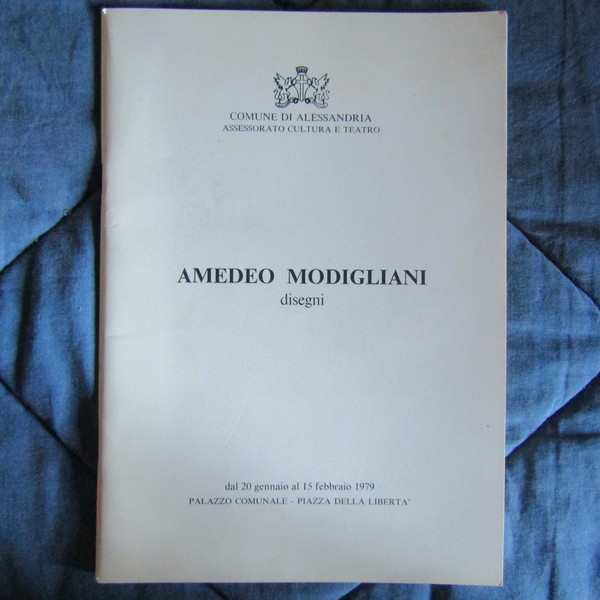 COMUNE DI ALESSANDRIA
ASSESSORATO CULTURA E TEATRO
AMEDEO MODIGLIANI
disegni
dal 20 gennaio al 15 febbraio 1979
PALAZZO COMUNALE - PIAZZA DELLA LIBERTA'